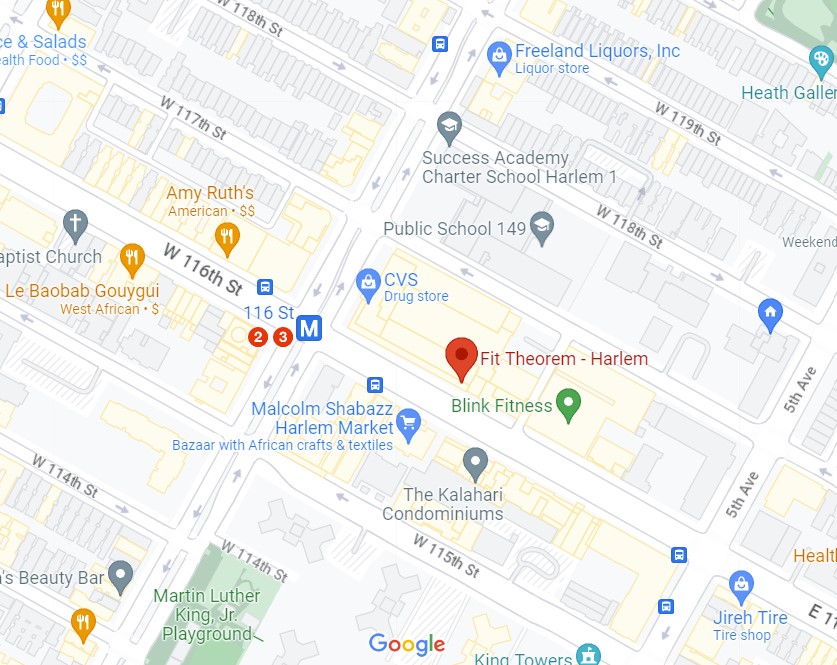 W 118th St
ce & Salads
ealth Food • $$
Freeland Liquors, Inc
Liquor store
Heath Galler
W 119th St
W 117th St
Success Academy
Charter School Harlem 1
Amy Ruth's
American • $$
Public School 149
W 118th St
Weekend
aptist Church
W 116th St
Le Baobab Gouygui
West African • $
CVS
Drug store
116 St
M
2
3
Fit Theorem - Harlem
Blink Fitness
5th Ave
Malcolm Shabazz
Harlem Market
Bazaar with African crafts & textiles
W 114th St
The Kalahari
Condominiums
5th Ave
W 115th St
W 114th St
's Beauty Bar
Martin Luther
King, Jr.
Playground
Health
Jireh Tire
Tire shop
E 11
Google
King Towers